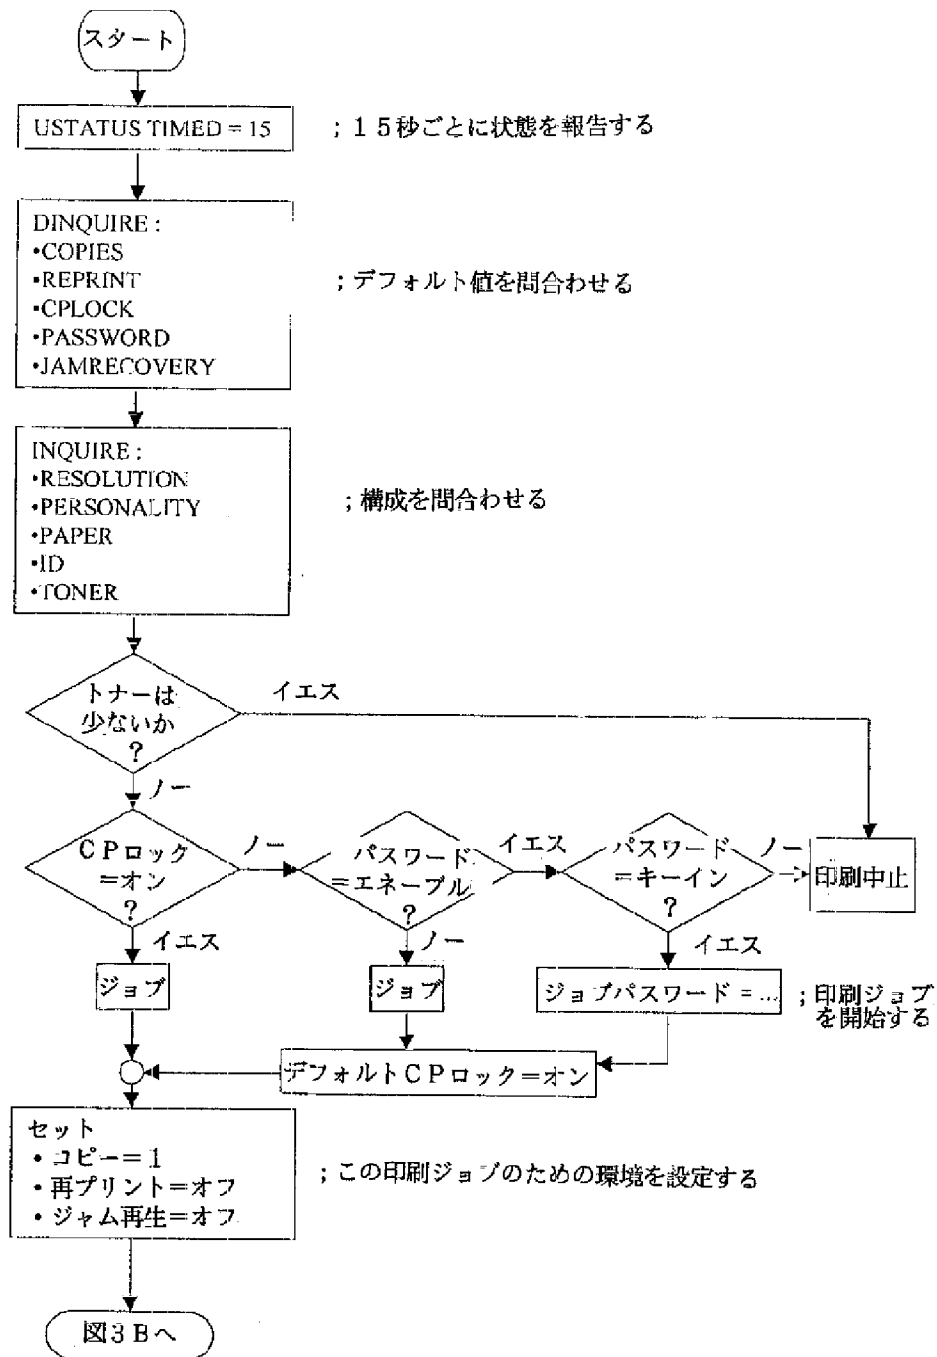 スタート
USTATUS TIMED = 15
;15秒ごとに状態を報告する
DINQUIRE:
•COPIES
•REPRINT
•CPLOCK
•PASSWORD
•JAMRECOVERY
;デフォルト値を問合わせる
INQUIRE:
•RESOLUTION
•PERSONALITY
•PAPER
•ID
•TONER
;構成を問合わせる
トナーは
少ないか
?
イエス
ノー
CPロック
=オン
?
ノー
パスワード
=エネーブル
?
イエス
パスワード
=キーイン
?
ノー
印刷中止
イエス
ノー
イエス
ジョブ
ジョブ
ジョブパスワード=...
;印刷ジョブ
を開始する
デフォルトCPロック=オン
セット
•コピー=1
•再プリント=オフ
•ジャム再生=オフ
;この印刷ジョブのための環境を設定する
図3Bへ